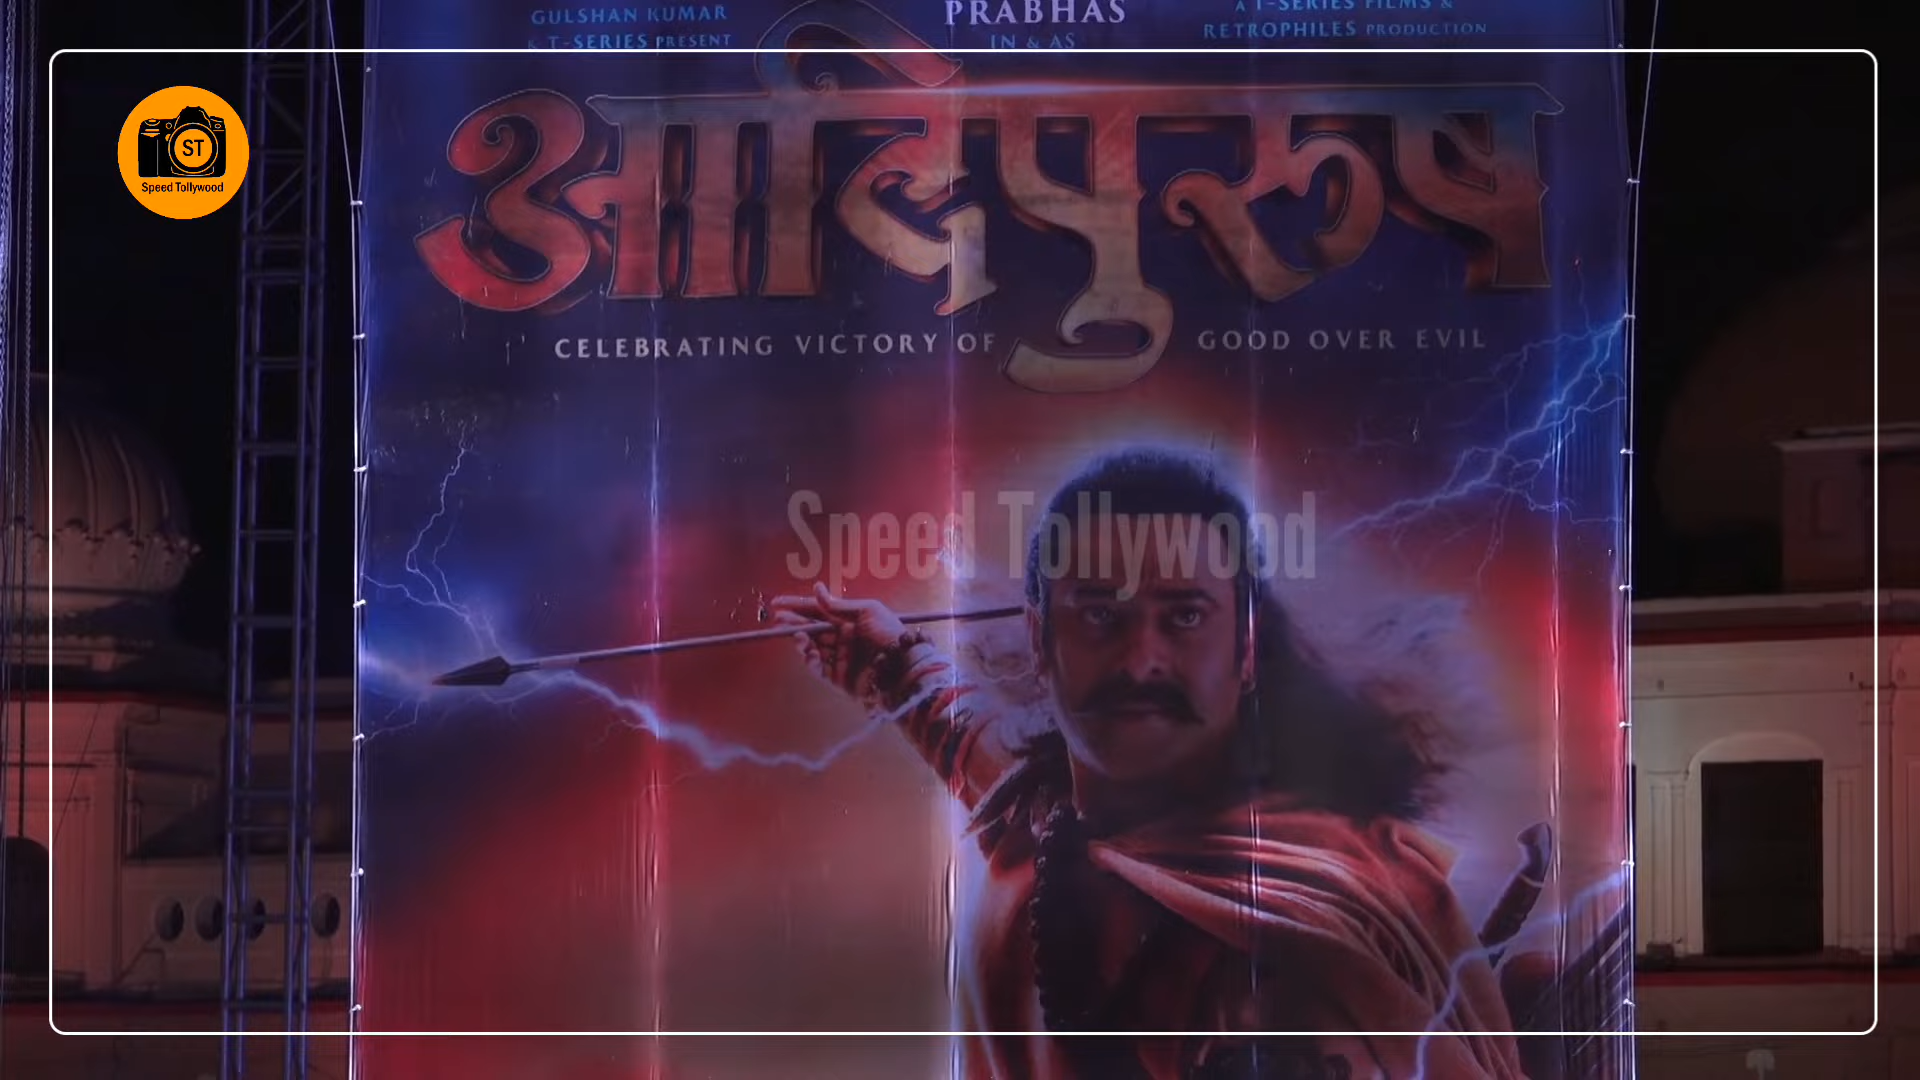 GULSHAN KUMAR
& T-SERIES PRESENT
PRABHAS
IN & AS
A T-SERIES FILMS &
RETROPHILES PRODUCTION
आदिपुरुष
CELEBRATING VICTORY OF GOOD OVER EVIL
ST
Speed Tollywood
Speed Tollywood